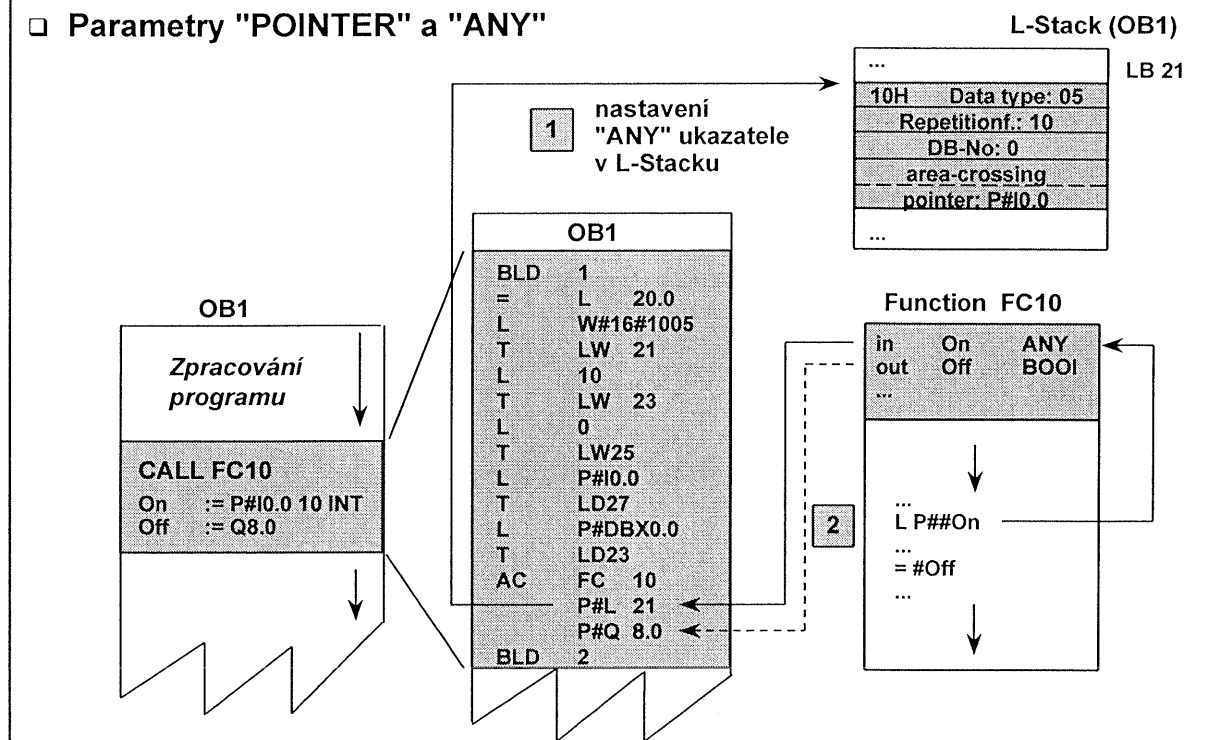 ❑ Parametry "POINTER" a "ANY"
L-Stack (OB1)
...
LB 21
10H Data type: 05
Repetitionf.: 10
DB-No: 0
area-crossing
pointer: P#I0.0
...
1
nastavení
"ANY" ukazatele
v L-Stacku
OB1
Zpracování
programu
CALL FC10
On := P#I0.0 10 INT
Off := Q8.0
OB1
BLD 1
= L 20.0
L W#16#1005
T LW 21
L 10
T LW 23
L 0
T LW25
L P#I0.0
T LD27
L P#DBX0.0
T LD23
AC FC 10
P#L 21
P#Q 8.0
BLD 2
Function FC10
in On ANY
out Off BOOl
...
2
...
L P##On
...
= #Off
...